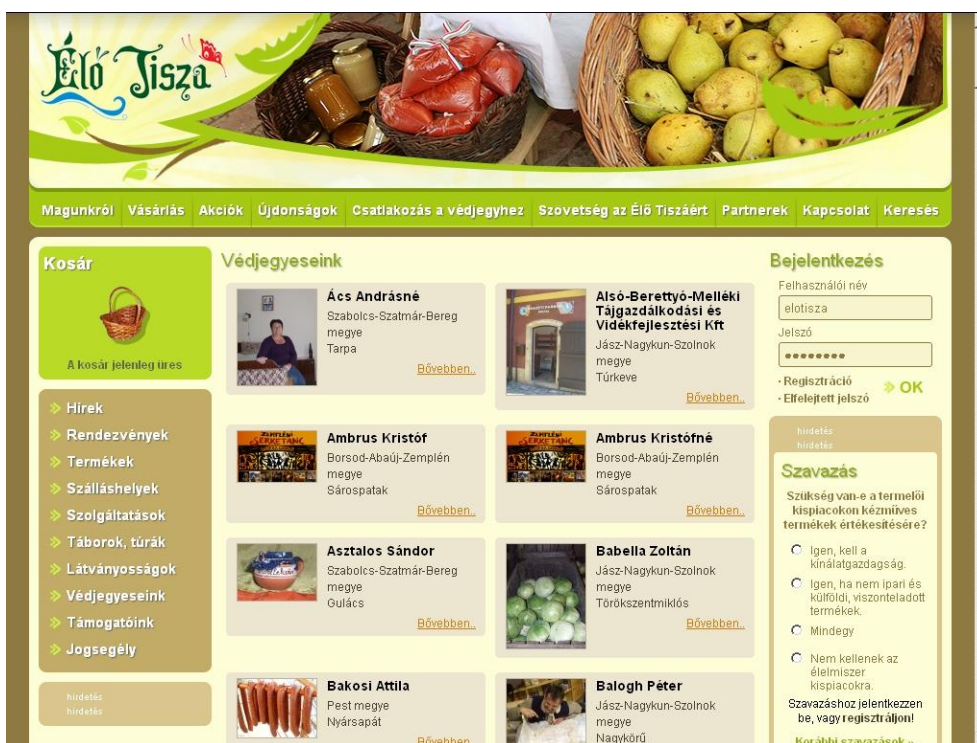 Élő Tisza
Magunkról Vásárlás Akciók Újdonságok Csatlakozás a védjegyhez Szövetség az Élő Tiszáért Partnerek Kapcsolat Keresés
Kosár
A kosár jelenleg üres
Hírek
Rendezvények
Termékek
Szálláshelyek
Szolgáltatások
Táborok, túrák
Látványosságok
Védjegyeseink
Támogatóink
Jogsegély
hirdetés
hirdetés
Védjegyeseink
Ács Andrásné
Szabolcs-Szatmár-Bereg
megye
Tarpa
Bővebben..
Alsó-Berettyó-Melléki
Tájgazdálkodási és
Vidékfejlesztési Kft
Jász-Nagykun-Szolnok
megye
Túrkeve
Bővebben..
Ambrus Kristóf
Borsod-Abaúj-Zemplén
megye
Sárospatak
Bővebben..
Ambrus Kristófné
Borsod-Abaúj-Zemplén
megye
Sárospatak
Bővebben..
Asztalos Sándor
Szabolcs-Szatmár-Bereg
megye
Gulács
Bővebben..
Babella Zoltán
Jász-Nagykun-Szolnok
megye
Törökszentmiklós
Bővebben..
Bakosi Attila
Pest megye
Nyársapát
Bővebben..
Balogh Péter
Jász-Nagykun-Szolnok
megye
Nagykörű
Bejelentkezés
Felhasználói név
elotisza
Jelszó
••••••••
· Regisztráció
· Elfelejtett jelszó
OK
hirdetés
hirdetés
Szavazás
Szükség van-e a termelői
kispiacokon kézműves
termékek értékesítésére?
Igen, kell a
kínálatgazdagság.
Igen, ha nem ipari és
külföldi, viszonteladott
termékek.
Mindegy
Nem kellenek az
élelmiszer
kispiacokra.
Szavazáshoz jelentkezzen
be, vagy regisztráljon!
Korábbi szavazások »